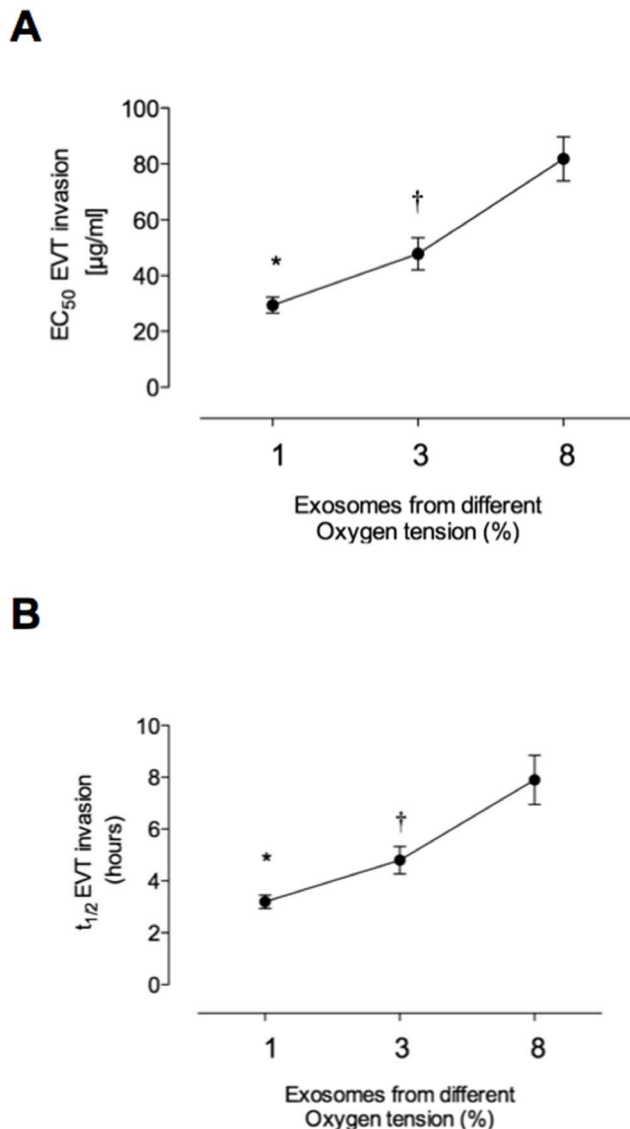 A
100
80
60
40
20
0
EC50 EVT invasion
[µg/ml]
*
†
1 3 8
Exosomes from different
Oxygen tension (%)
B
10
8
6
4
2
0
t1/2 EVT invasion
(hours)
*
†
1 3 8
Exosomes from different
Oxygen tension (%)